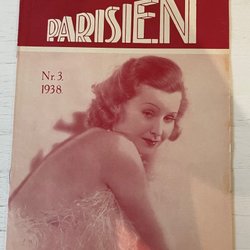 PARISIEN
Nr. 3.
1938.